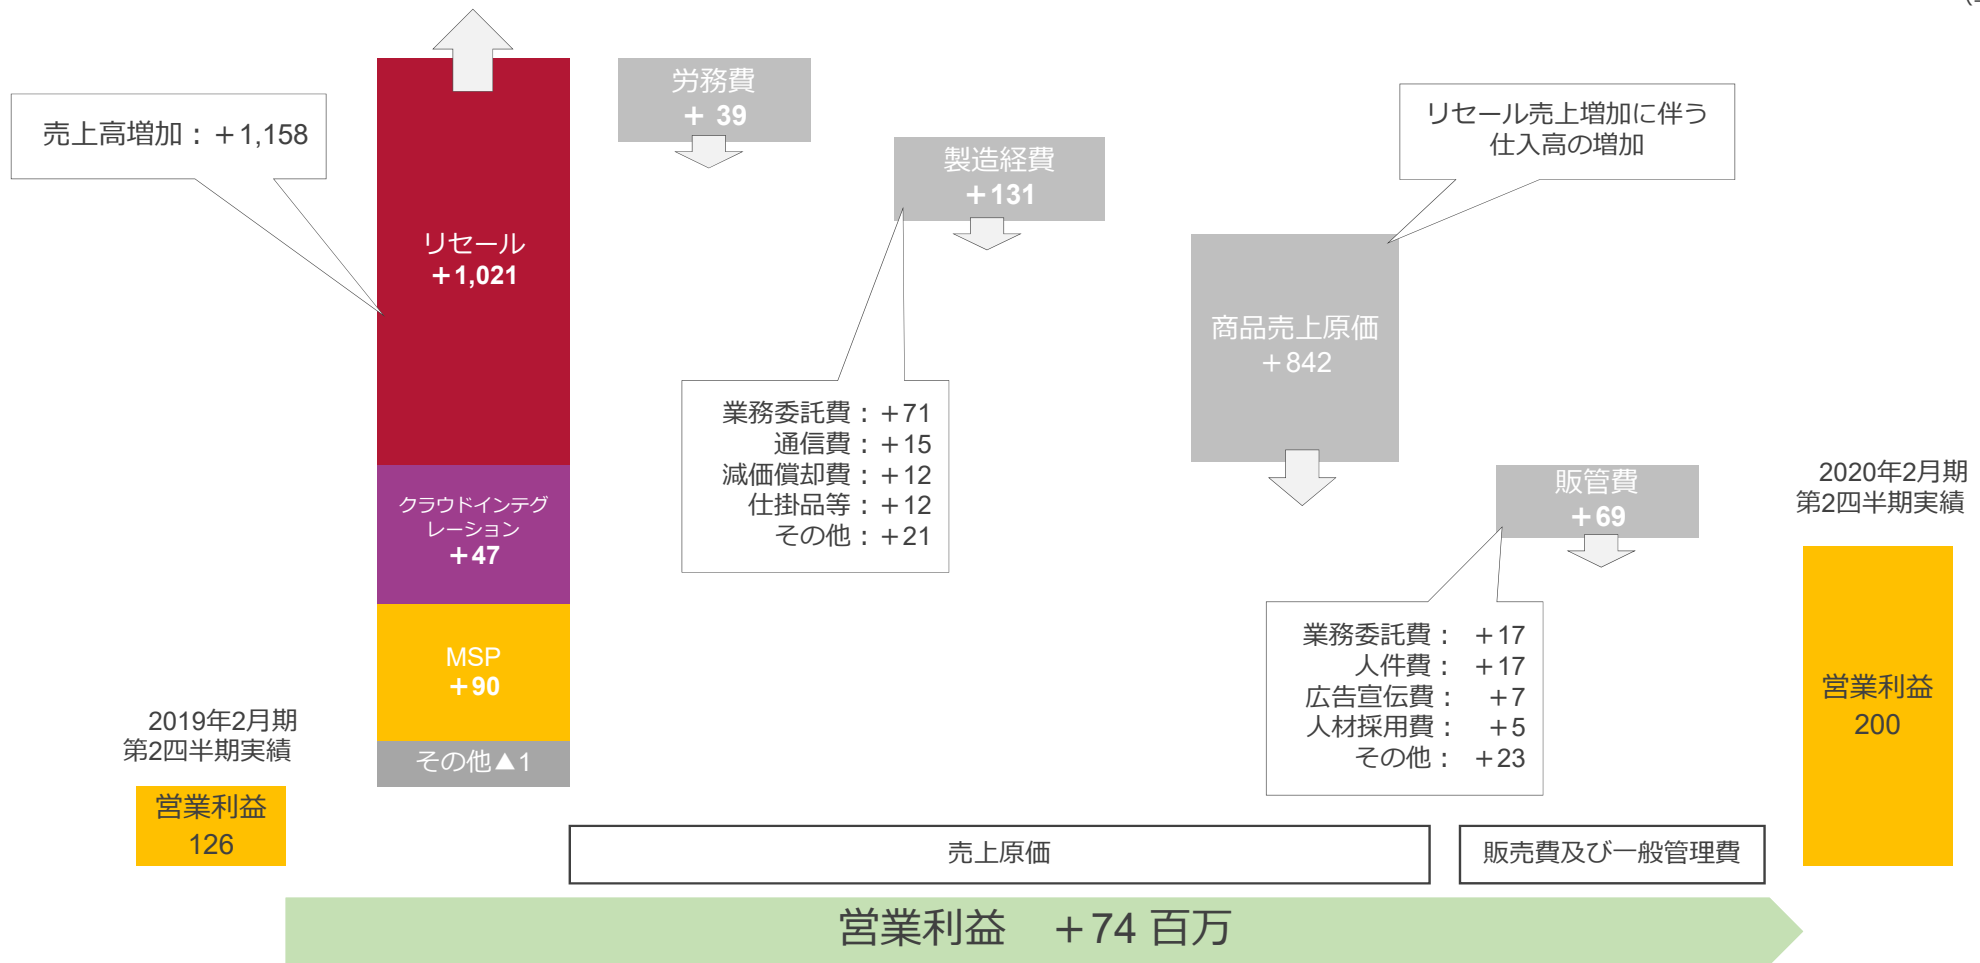 売上高増加：＋1,158
リセール
＋1,021
クラウドインテグ
レーション
＋47
MSP
＋90
その他▲1
2019年2月期
第2四半期実績
営業利益
126
労務費
＋ 39
製造経費
＋131
業務委託費：＋71
通信費：＋15
減価償却費：＋12
仕掛品等：＋12
その他：＋21
リセール売上増加に伴う
仕入高の増加
商品売上原価
＋842
販管費
＋69
業務委託費： ＋17
人件費： ＋17
広告宣伝費： ＋7
人材採用費： ＋5
その他： ＋23
2020年2月期
第2四半期実績
営業利益
200
売上原価
販売費及び一般管理費
営業利益　＋74 百万